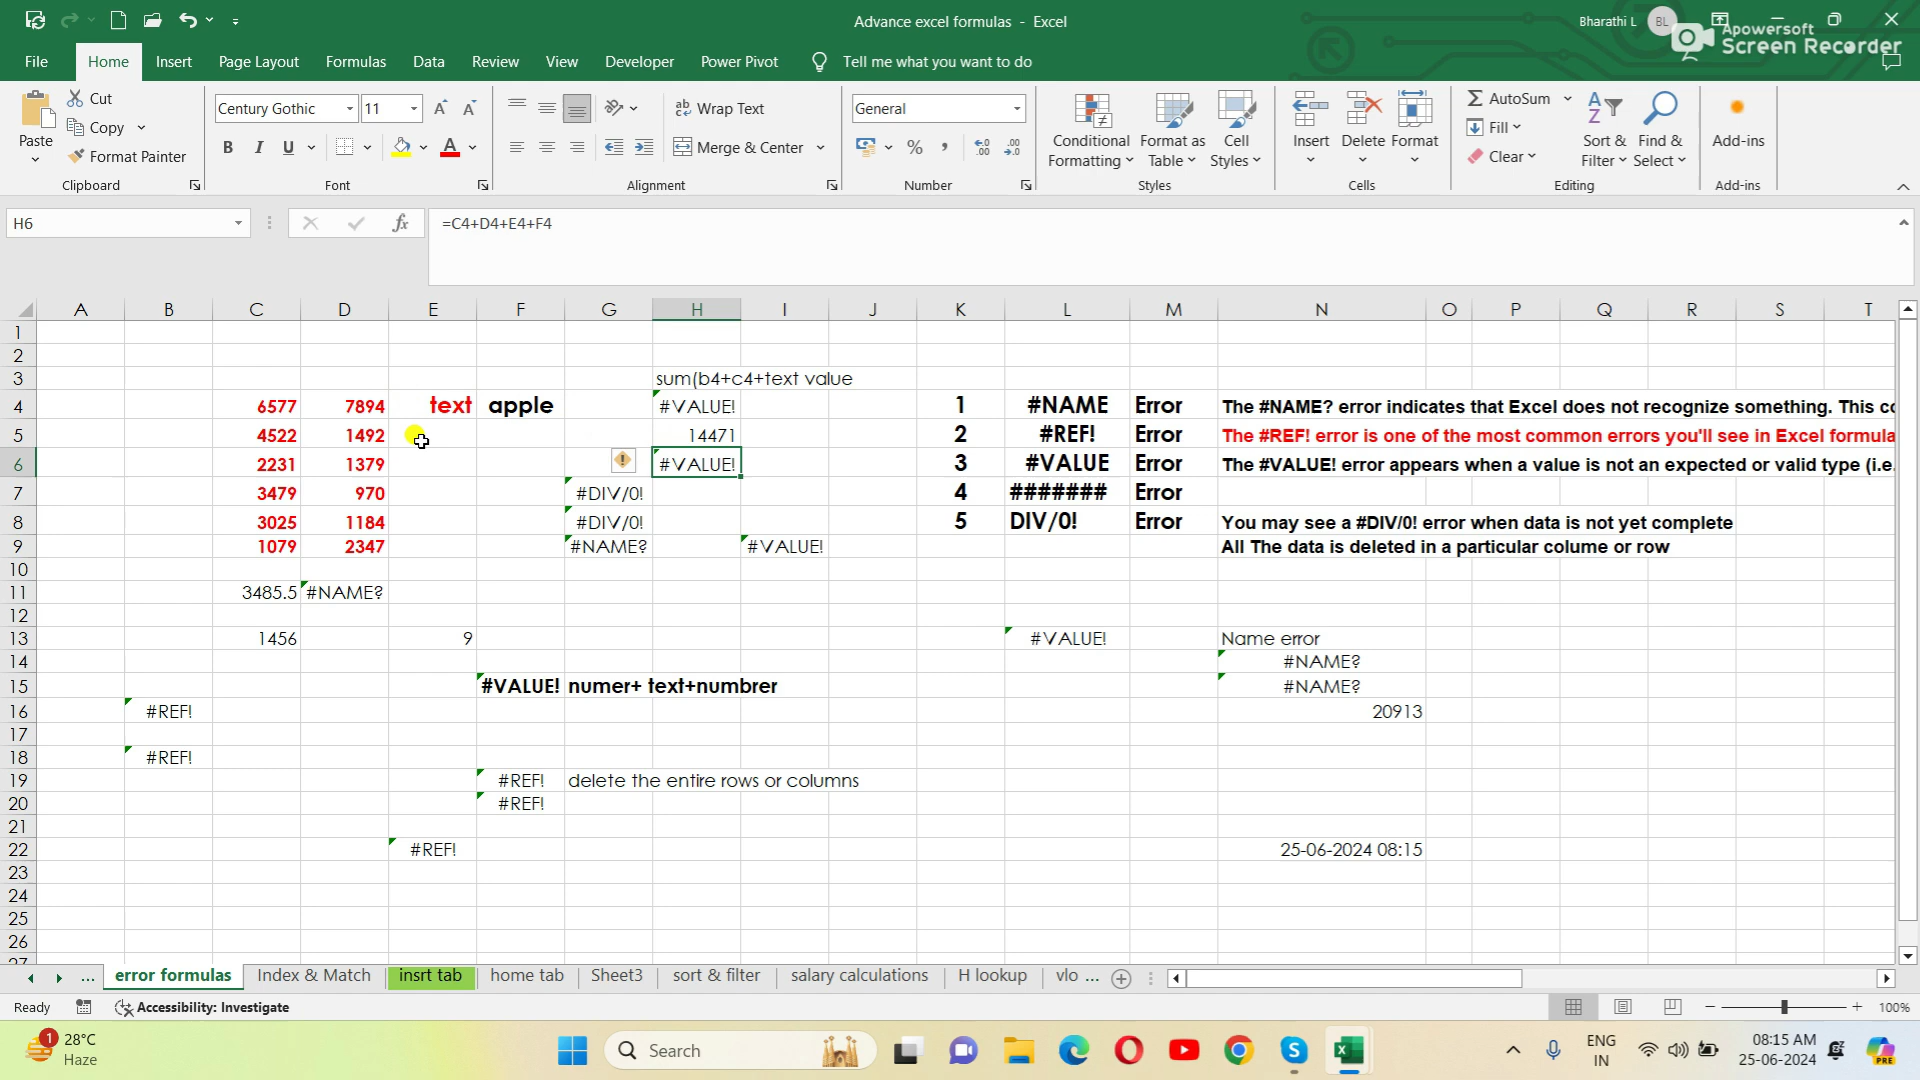 Advance excel formulas - Excel
Bharathi L BL
Apowersoft
Screen Recorder
File Home Insert Page Layout Formulas Data Review View Developer Power Pivot Tell me what you want to do
Paste Cut Copy Format Painter
Clipboard
Century Gothic 11
B I U A A A
Font
ab Wrap Text
Merge & Center
Alignment
General
% ,
Number
Conditional Formatting Format as Table Cell Styles
Styles
Insert Delete Format
Cells
AutoSum Fill Clear
Sort & Filter Find & Select
Editing
Add-ins
Add-ins
H6 fx =C4+D4+E4+F4
A B C D E F G H I J K L M N O P Q R S T
1
2
3 sum(b4+c4+text value
4 6577 7894 text apple #VALUE! 1 #NAME Error The #NAME? error indicates that Excel does not recognize something. This co
5 4522 1492 14471 2 #REF! Error The #REF! error is one of the most common errors you'll see in Excel formula
6 2231 1379 #VALUE! 3 #VALUE Error The #VALUE! error appears when a value is not an expected or valid type (i.e.
7 3479 970 #DIV/0! 4 ####### Error
8 3025 1184 #DIV/0! 5 DIV/0! Error You may see a #DIV/0! error when data is not yet complete
9 1079 2347 #NAME? #VALUE! All The data is deleted in a particular colume or row
10
11 3485.5 #NAME?
12
13 1456 9 #VALUE! Name error
14 #NAME?
15 #VALUE! numer+ text+numbrer #NAME?
16 #REF! 20913
17
18 #REF!
19 #REF! delete the entire rows or columns
20 #REF!
21
22 #REF! 25-06-2024 08:15
23
24
25
26
27
... error formulas Index & Match insrt tab home tab Sheet3 sort & filter salary calculations H lookup vlo ...
Ready Accessibility: Investigate 100%
1 28°C
Haze
Search
ENG
IN
08:15 AM
25-06-2024
PRE